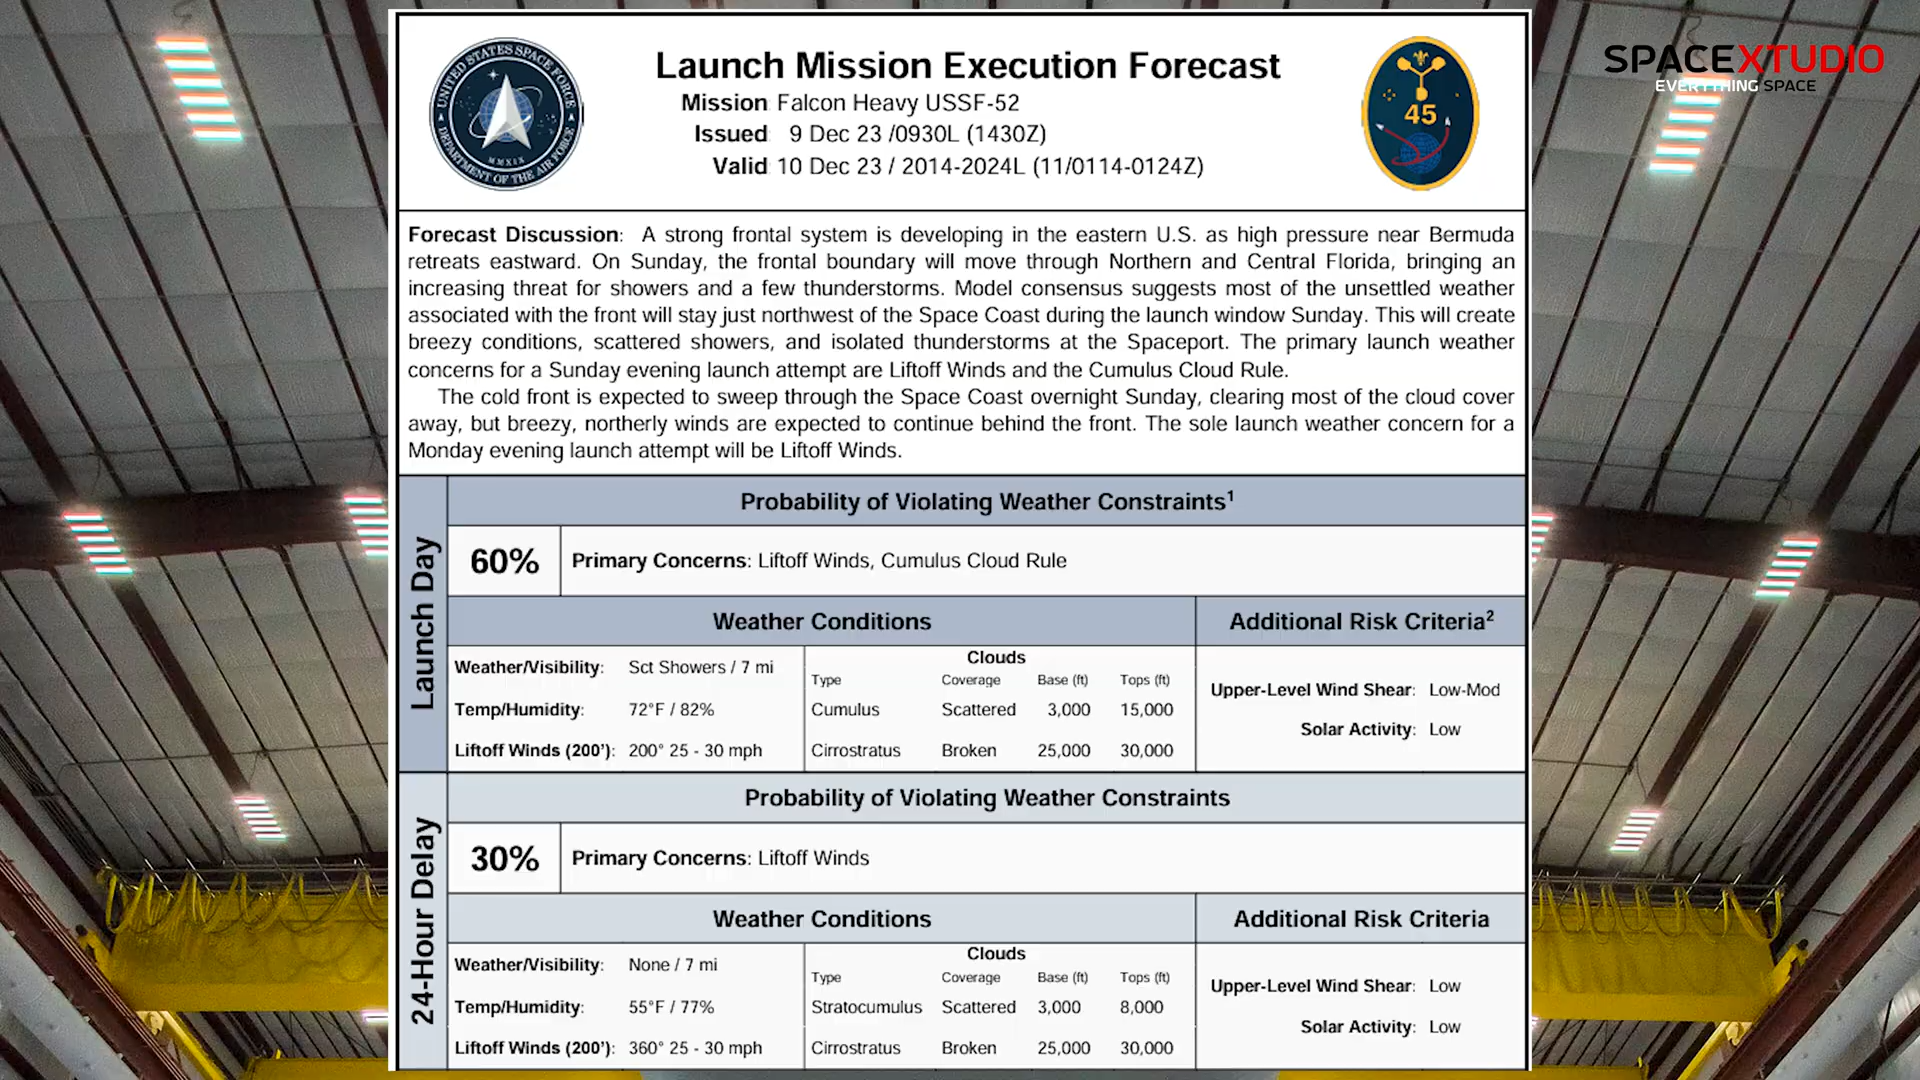 SPACEXTUDIO
EVERYTHING SPACE
UNITED STATES SPACE FORCE
DEPARTMENT OF THE AIR FORCE
MMXIX
45
Launch Mission Execution Forecast
Mission Falcon Heavy USSF-52
Issued 9 Dec 23 /0930L (1430Z)
Valid 10 Dec 23 / 2014-2024L (11/0114-0124Z)
Forecast Discussion: A strong frontal system is developing in the eastern U.S. as high pressure near Bermuda
retreats eastward. On Sunday, the frontal boundary will move through Northern and Central Florida, bringing an
increasing threat for showers and a few thunderstorms. Model consensus suggests most of the unsettled weather
associated with the front will stay just northwest of the Space Coast during the launch window Sunday. This will create
breezy conditions, scattered showers, and isolated thunderstorms at the Spaceport. The primary launch weather
concerns for a Sunday evening launch attempt are Liftoff Winds and the Cumulus Cloud Rule.
The cold front is expected to sweep through the Space Coast overnight Sunday, clearing most of the cloud cover
away, but breezy, northerly winds are expected to continue behind the front. The sole launch weather concern for a
Monday evening launch attempt will be Liftoff Winds.
Launch Day
Probability of Violating Weather Constraints¹
60% Primary Concerns: Liftoff Winds, Cumulus Cloud Rule
Weather Conditions Additional Risk Criteria²
Clouds
Weather/Visibility: Sct Showers / 7 mi
Type Coverage Base (ft) Tops (ft)
Upper-Level Wind Shear: Low-Mod
Temp/Humidity: 72°F / 82% Cumulus Scattered 3,000 15,000
Solar Activity: Low
Liftoff Winds (200'): 200° 25 - 30 mph Cirrostratus Broken 25,000 30,000
24-Hour Delay
Probability of Violating Weather Constraints
30% Primary Concerns: Liftoff Winds
Weather Conditions Additional Risk Criteria
Clouds
Weather/Visibility: None / 7 mi
Type Coverage Base (ft) Tops (ft)
Upper-Level Wind Shear: Low
Temp/Humidity: 55°F / 77% Stratocumulus Scattered 3,000 8,000
Solar Activity: Low
Liftoff Winds (200'): 360° 25 - 30 mph Cirrostratus Broken 25,000 30,000